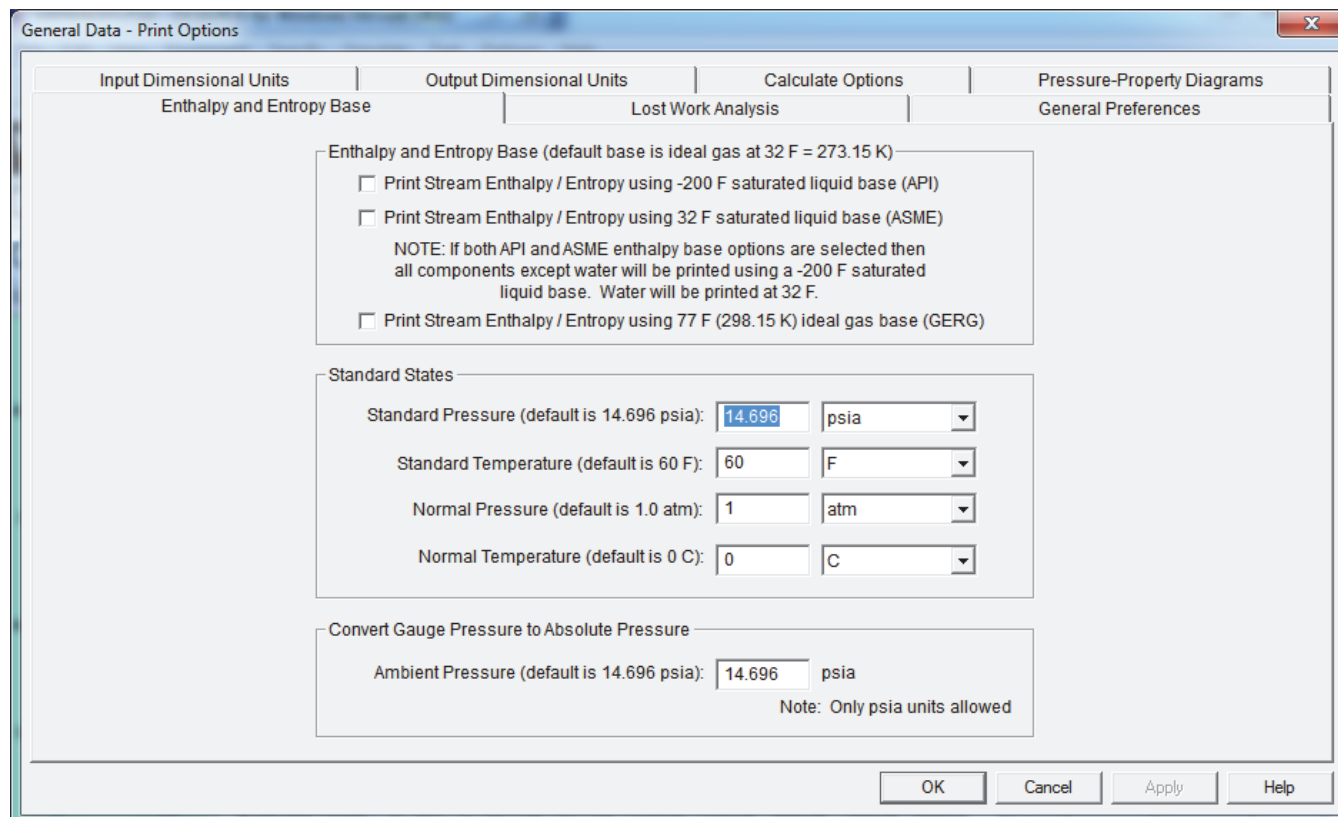 General Data - Print Options
X
Input Dimensional Units
Output Dimensional Units
Calculate Options
Pressure-Property Diagrams
Enthalpy and Entropy Base
Lost Work Analysis
General Preferences
Enthalpy and Entropy Base (default base is ideal gas at 32 F = 273.15 K)
Print Stream Enthalpy / Entropy using -200 F saturated liquid base (API)
Print Stream Enthalpy / Entropy using 32 F saturated liquid base (ASME)
NOTE: If both API and ASME enthalpy base options are selected then
all components except water will be printed using a -200 F saturated
liquid base. Water will be printed at 32 F.
Print Stream Enthalpy / Entropy using 77 F (298.15 K) ideal gas base (GERG)
Standard States
Standard Pressure (default is 14.696 psia): 14.696 psia
Standard Temperature (default is 60 F): 60 F
Normal Pressure (default is 1.0 atm): 1 atm
Normal Temperature (default is 0 C): 0 C
Convert Gauge Pressure to Absolute Pressure
Ambient Pressure (default is 14.696 psia): 14.696 psia
Note: Only psia units allowed
OK
Cancel
Apply
Help